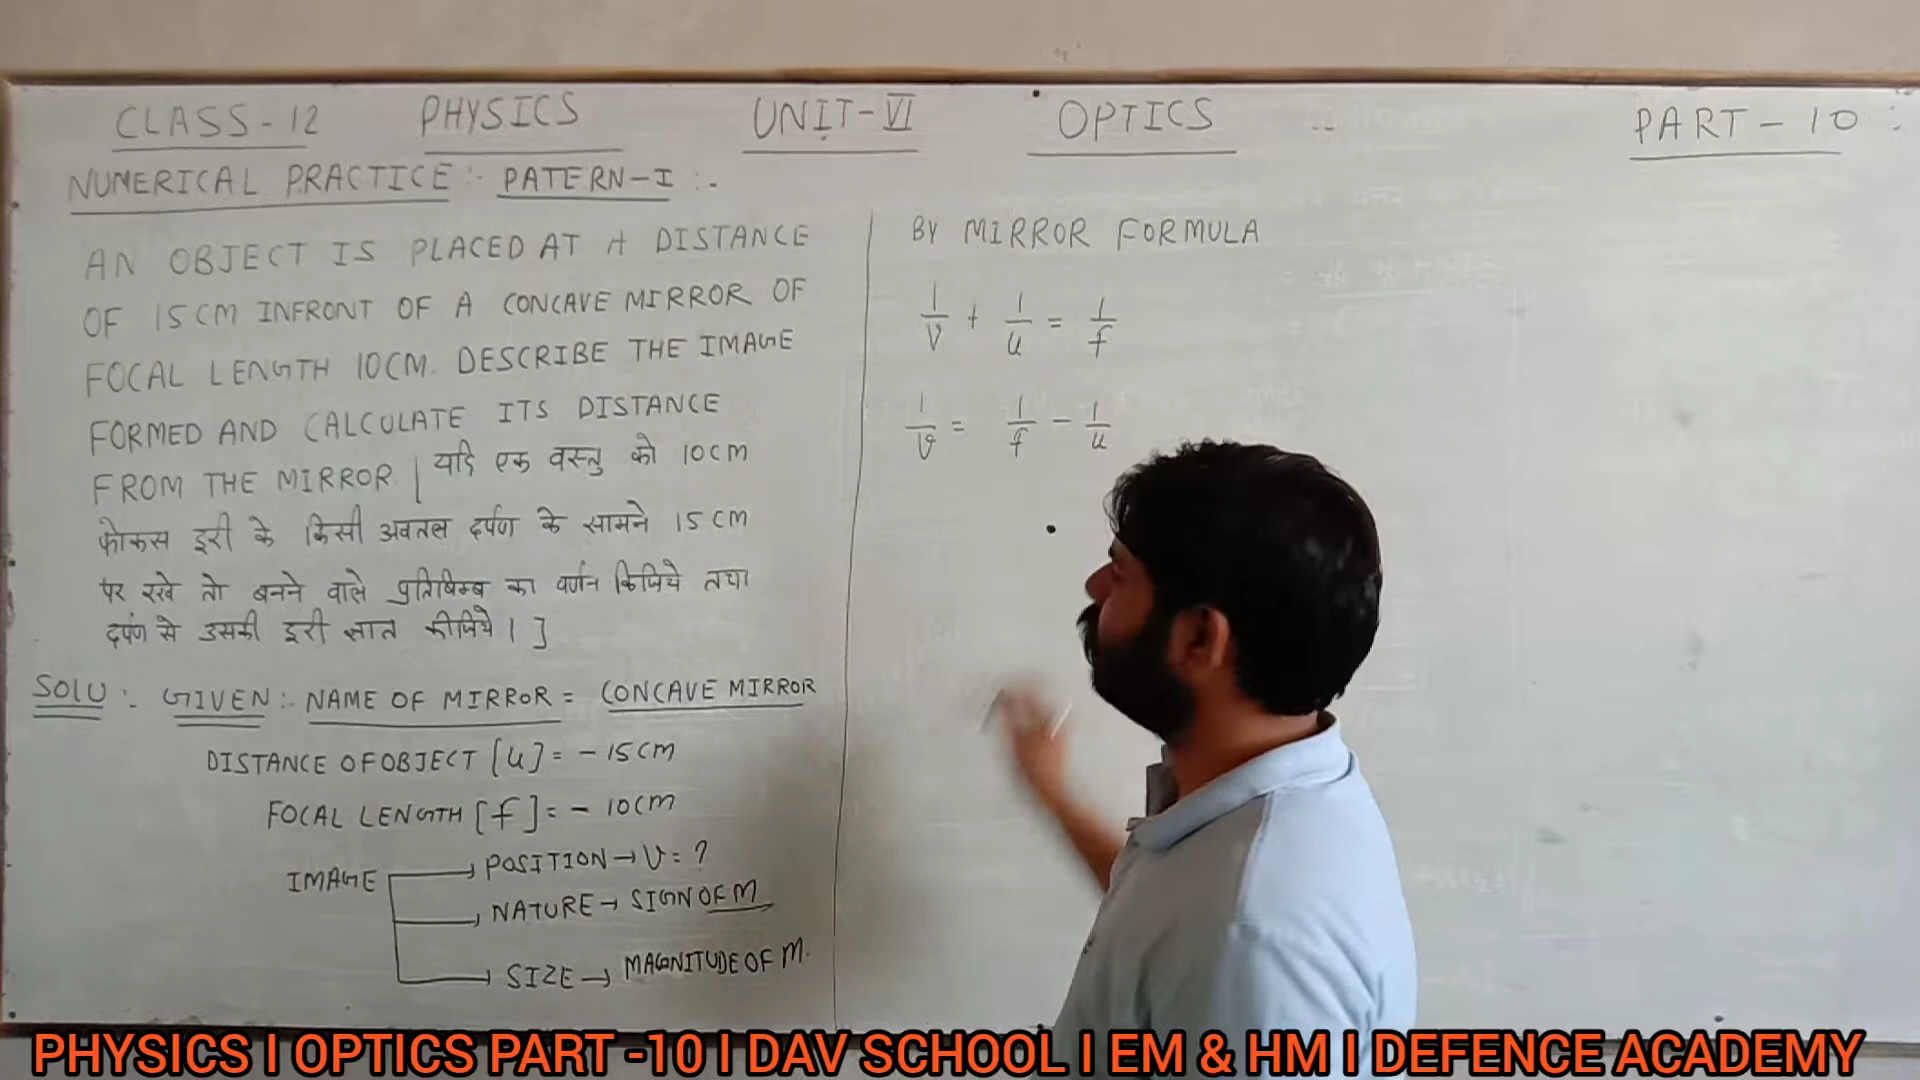 CLASS-12 PHYSICS UNIT-VI OPTICS PART-10
NUMERICAL PRACTICE:- PATERN-I :-
AN OBJECT IS PLACED AT A DISTANCE
OF 15CM INFRONT OF A CONCAVE MIRROR OF
FOCAL LENGTH 10CM. DESCRIBE THE IMAGE
FORMED AND CALCULATE ITS DISTANCE
FROM THE MIRROR [ यदि एक वस्तु को 10CM
फोकस दूरी के किसी अवतल दर्पण के सामने 15CM
पर रखे तो बनने वाले प्रतिबिम्ब का वर्णन किजिये तथा
दर्पण से उसकी दूरी ज्ञात कीजिये । ]
SOLU:- GIVEN:- NAME OF MIRROR = CONCAVE MIRROR
DISTANCE OF OBJECT [u] = -15CM
FOCAL LENGTH [f] = -10CM
IMAGE → POSITION → V = ?
→ NATURE → SIGN OF M
→ SIZE → MAGNITUDE OF M.
BY MIRROR FORMULA
1/V + 1/u = 1/f
1/V = 1/f - 1/u
PHYSICS I OPTICS PART -10 I DAV SCHOOL I EM & HM I DEFENCE ACADEMY